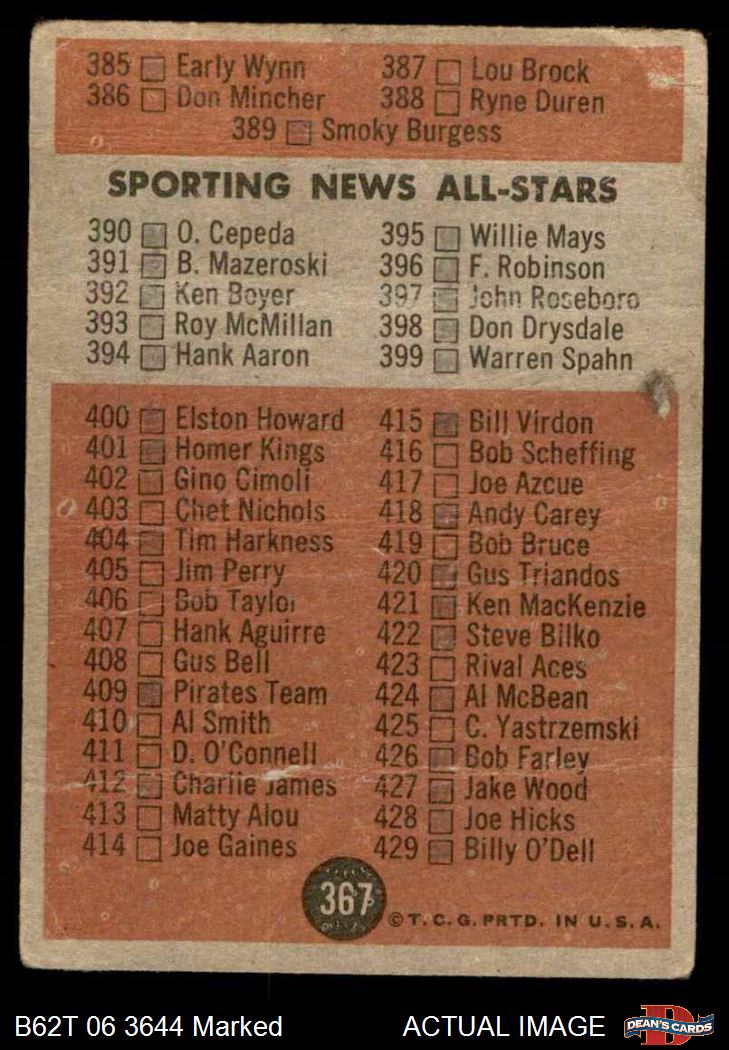 385 Early Wynn 387 Lou Brock
386 Don Mincher 388 Ryne Duren
389 Smoky Burgess
SPORTING NEWS ALL-STARS
390 O. Cepeda 395 Willie Mays
391 B. Mazeroski 396 F. Robinson
392 Ken Boyer 397 John Roseboro
393 Roy McMillan 398 Don Drysdale
394 Hank Aaron 399 Warren Spahn
400 Elston Howard 415 Bill Virdon
401 Homer Kings 416 Bob Scheffing
402 Gino Cimoli 417 Joe Azcue
403 Chet Nichols 418 Andy Carey
404 Tim Harkness 419 Bob Bruce
405 Jim Perry 420 Gus Triandos
406 Bob Taylor 421 Ken MacKenzie
407 Hank Aguirre 422 Steve Bilko
408 Gus Bell 423 Rival Aces
409 Pirates Team 424 Al McBean
410 Al Smith 425 C. Yastrzemski
411 D. O'Connell 426 Bob Farley
412 Charlie James 427 Jake Wood
413 Matty Alou 428 Joe Hicks
414 Joe Gaines 429 Billy O'Dell
367
© T. C. G. PRTD. IN U. S. A.
B62T 06 3644 Marked ACTUAL IMAGE DEAN'S CARDS